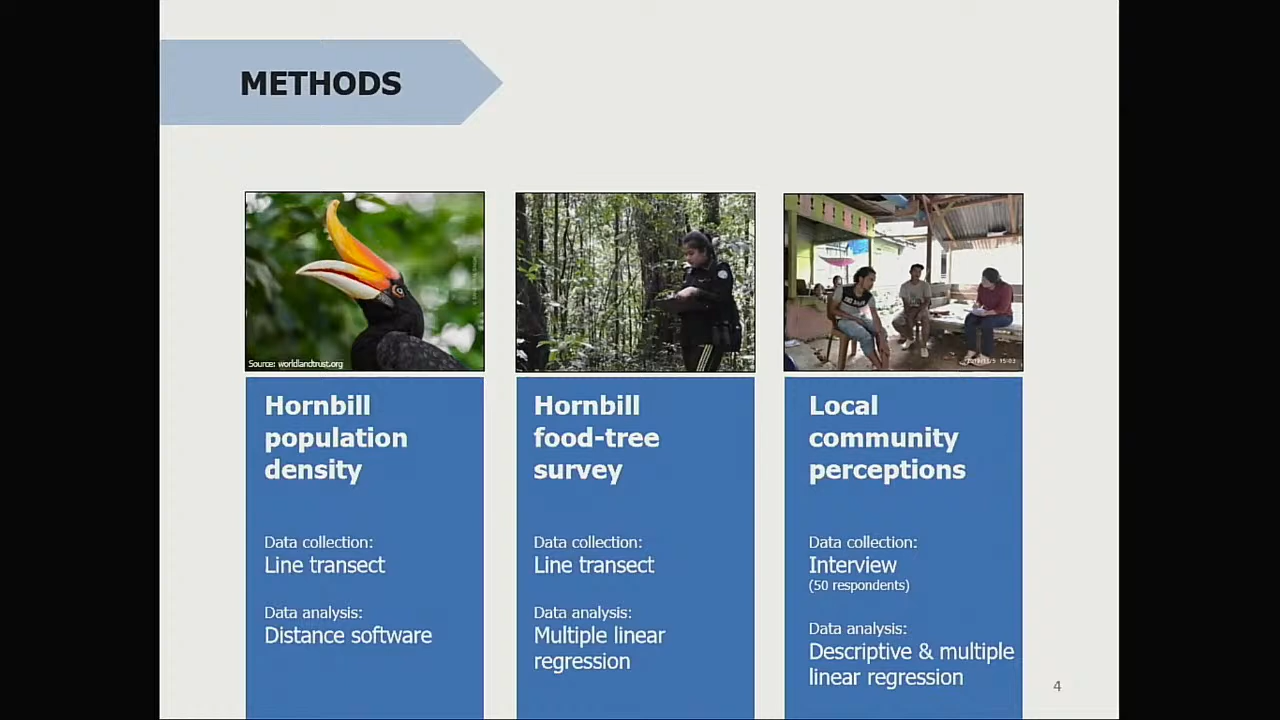 METHODS
Source: worldlandtrust.org
Hornbill
population
density
Data collection:
Line transect
Data analysis:
Distance software
Hornbill
food-tree
survey
Data collection:
Line transect
Data analysis:
Multiple linear
regression
Local
community
perceptions
Data collection:
Interview
(50 respondents)
Data analysis:
Descriptive & multiple
linear regression
4